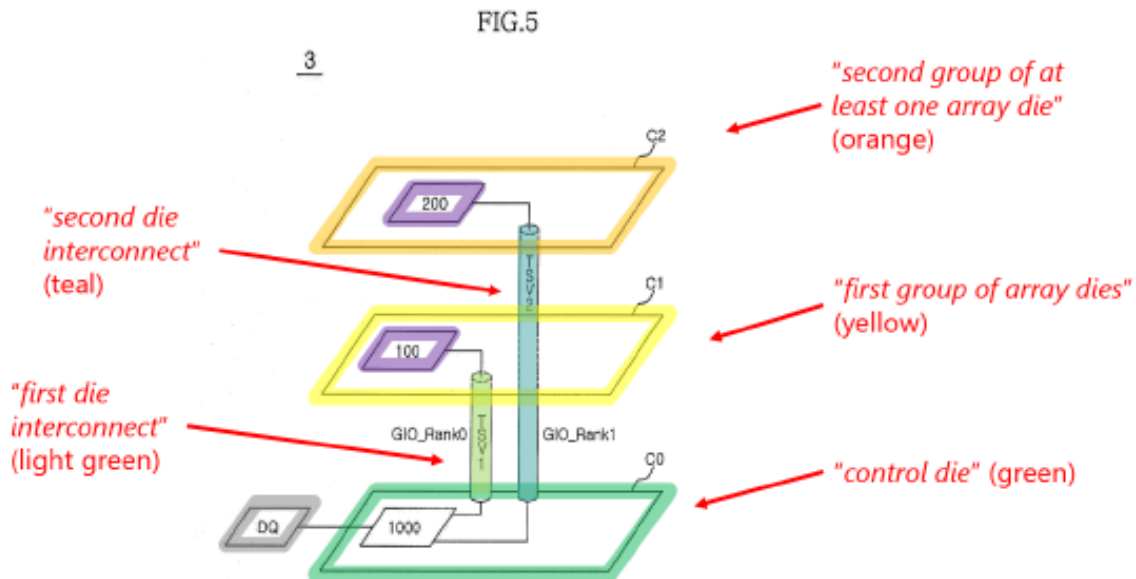 FIG.5
3
"second group of at
least one array die"
(orange)
C2
200
"second die
interconnect"
(teal)
TSV2
C1
"first group of array dies"
(yellow)
100
"first die
interconnect"
(light green)
GIO_Rank0
TSV1
GIO_Rank1
C0
"control die" (green)
DQ
1000